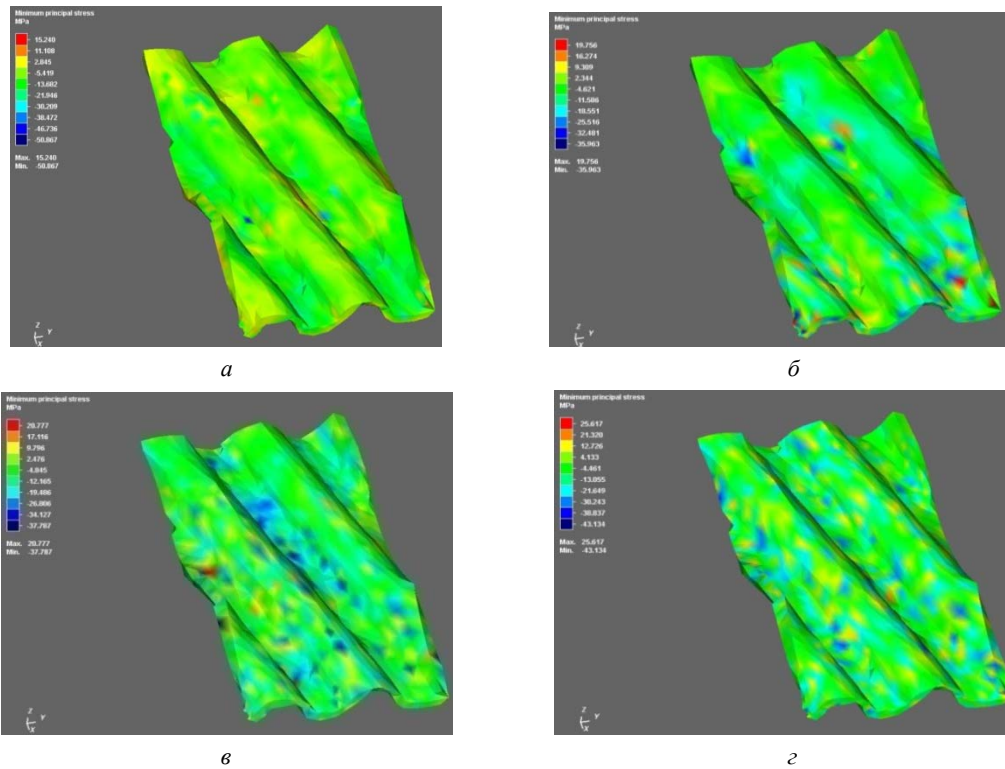 Minimum principal stress
MPa
15.240
11.108
2.845
-5.419
-13.682
-21.946
-30.209
-38.472
-46.736
-50.867
Max. 15.240
Min. -50.867
Z
Y
X
а
Minimum principal stress
MPa
19.756
16.274
9.309
2.344
-4.621
-11.586
-18.551
-25.516
-32.481
-35.963
Max. 19.756
Min. -35.963
Z
Y
X
б
Minimum principal stress
MPa
20.777
17.116
9.796
2.476
-4.845
-12.165
-19.486
-26.806
-34.127
-37.787
Max. 20.777
Min. -37.787
Z
Y
X
в
Minimum principal stress
MPa
25.617
21.320
12.726
4.133
-4.461
-13.055
-21.649
-30.243
-38.837
-43.134
Max. 25.617
Min. -43.134
Z
Y
X
г